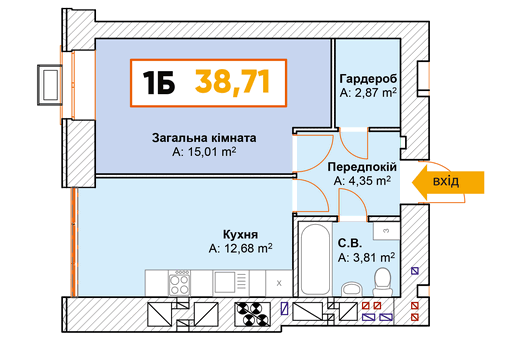 1Б 38,71
Гардероб
A: 2,87 m²
Загальна кімната
A: 15,01 m²
Передпокій
A: 4,35 m²
вхід
Кухня
A: 12,68 m²
С.В.
A: 3,81 m²
3
X